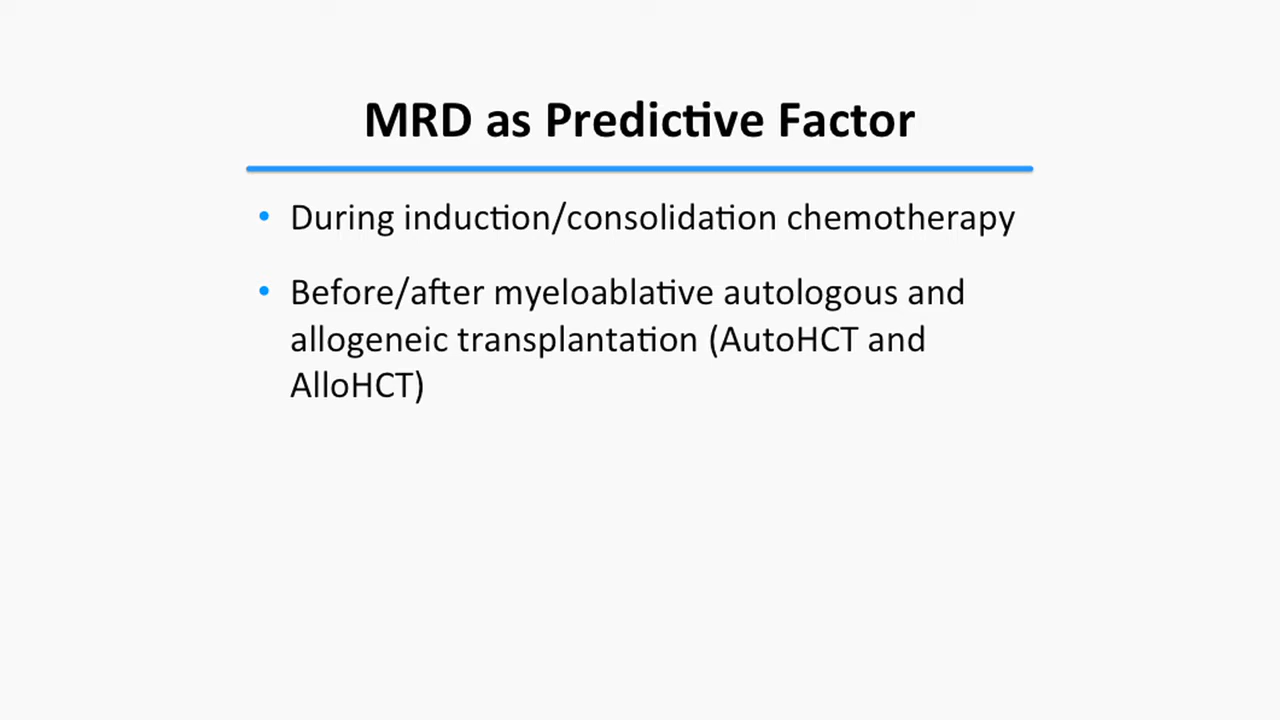 MRD as Predictive Factor
• During induction/consolidation chemotherapy
• Before/after myeloablative autologous and
allogeneic transplantation (AutoHCT and
AlloHCT)